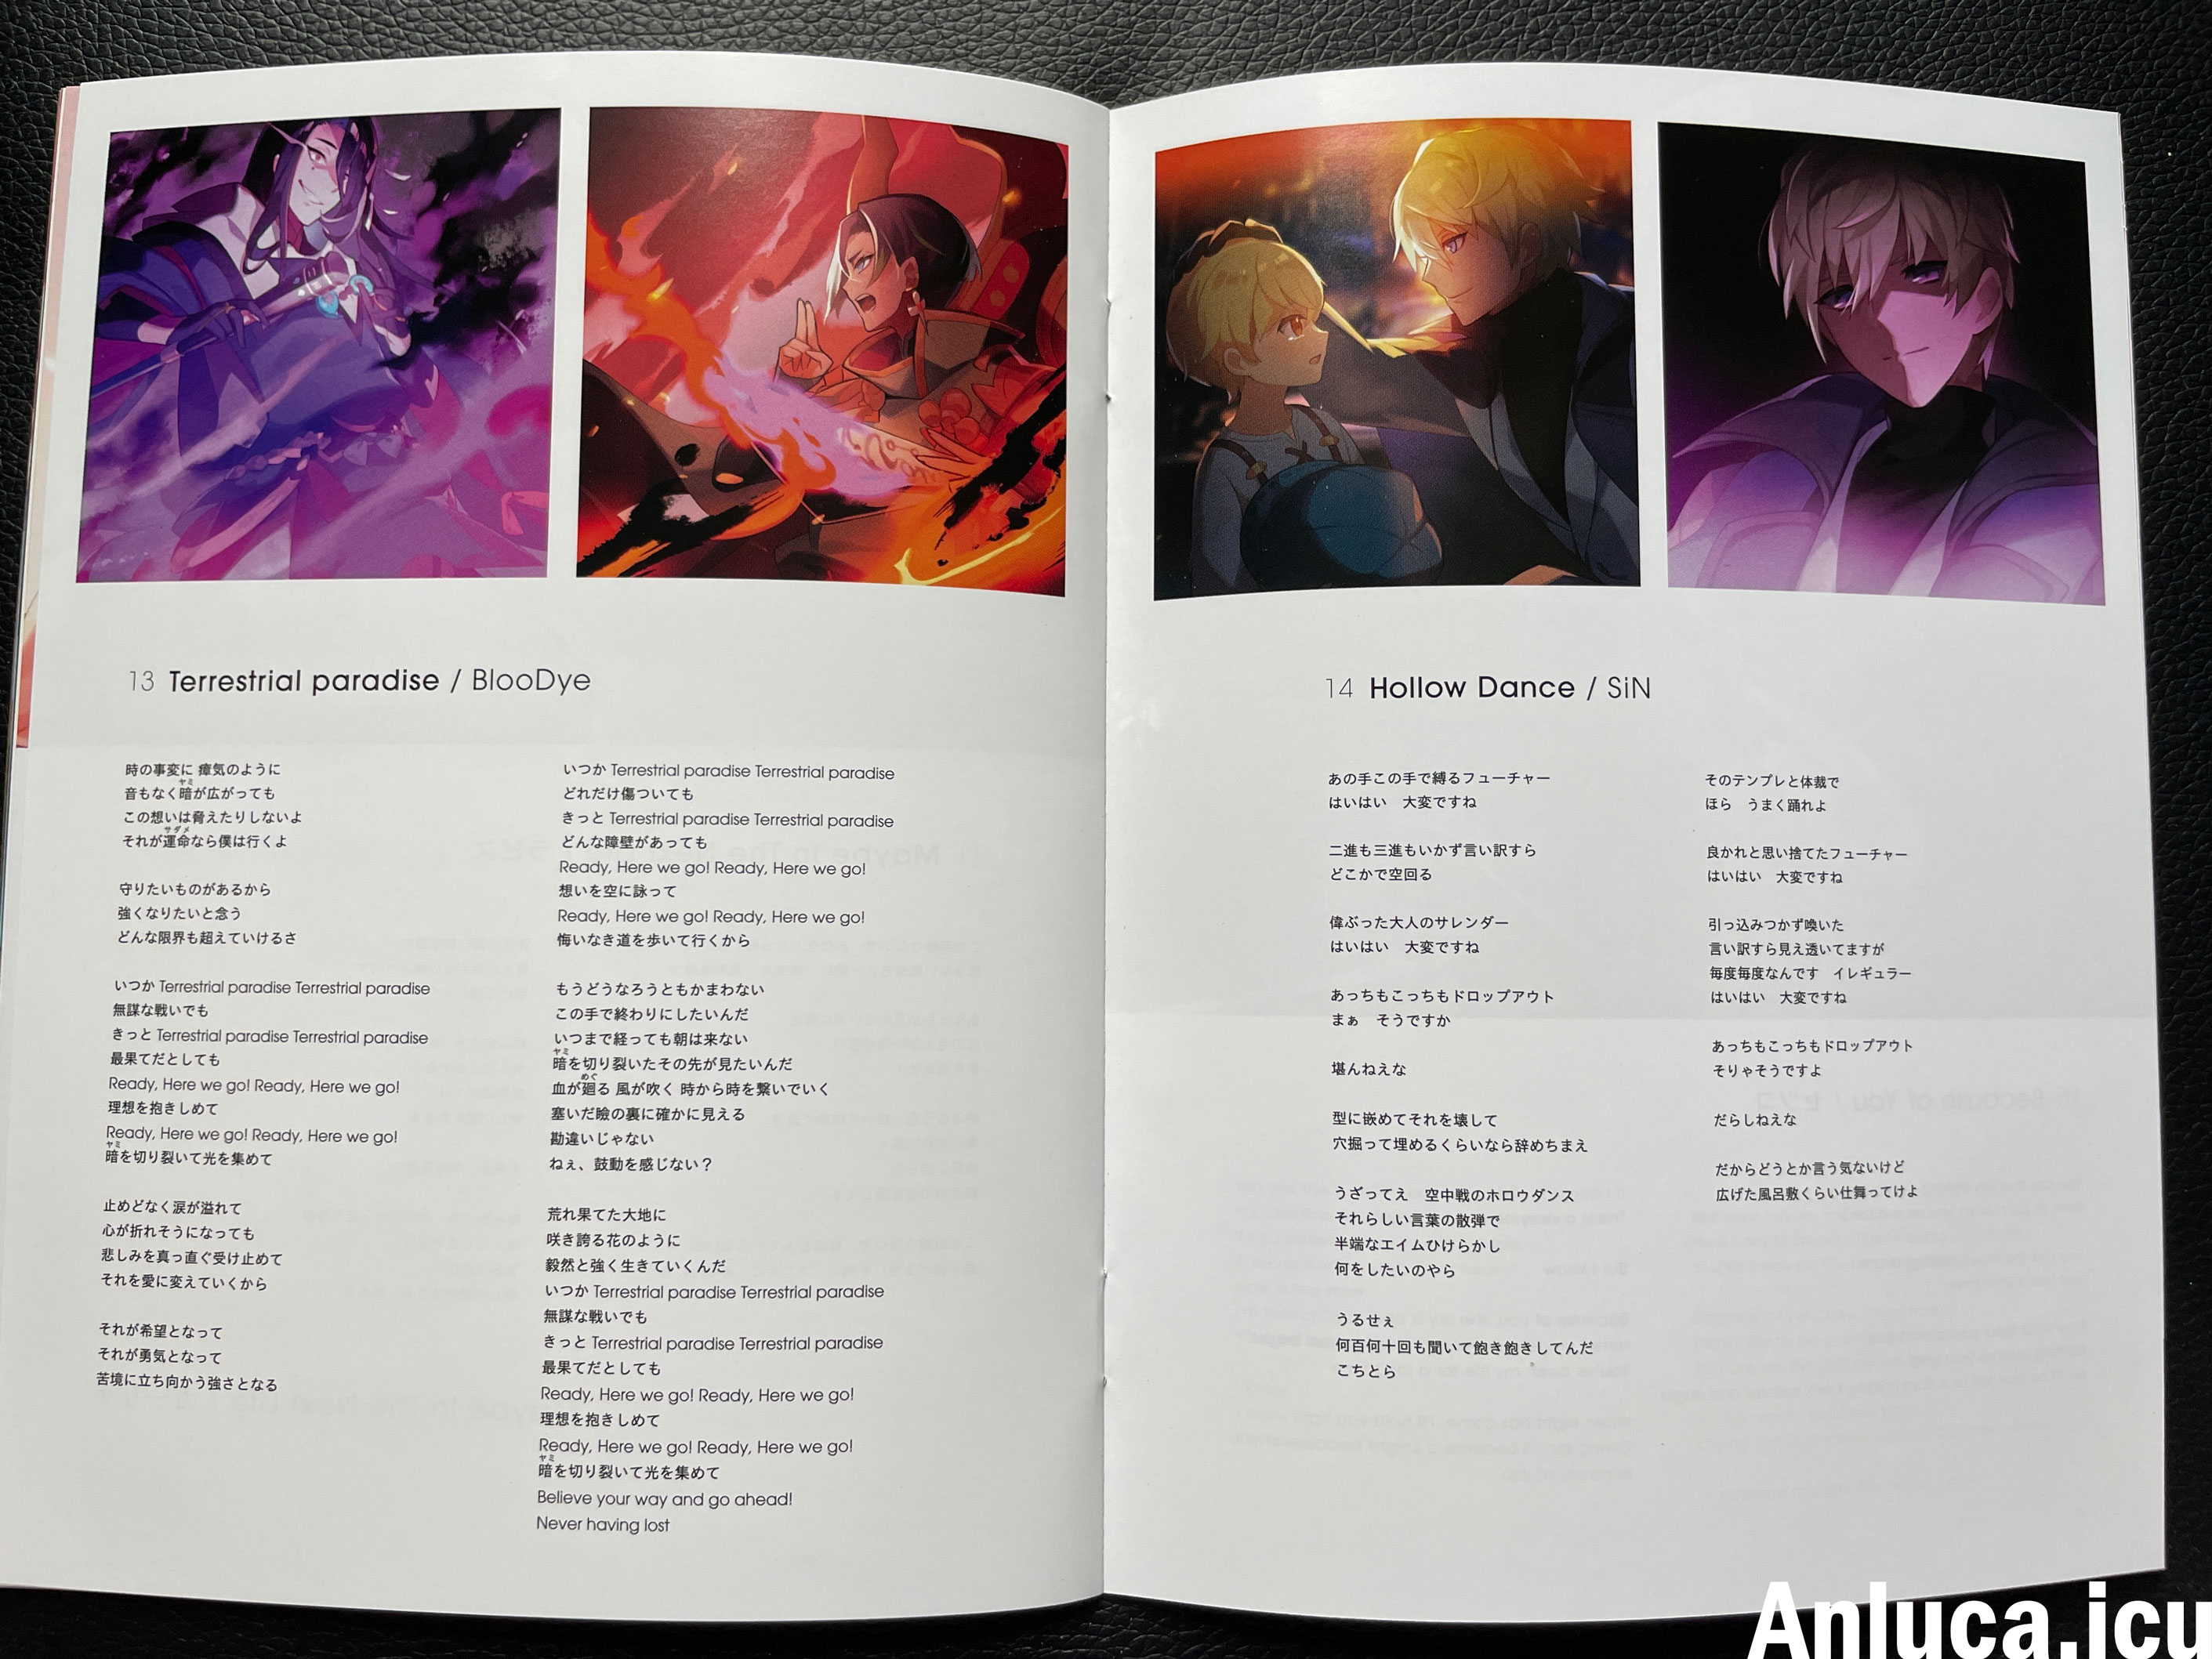 13 Terrestrial paradise / BlooDye
時の事変に 瘴気のように
ヤミ
音もなく暗が広がっても
この想いは脅えたりしないよ
サダメ
それが運命なら僕は行くよ
守りたいものがあるから
強くなりたいと念う
どんな限界も超えていけるさ
いつか Terrestrial paradise Terrestrial paradise
無謀な戦いでも
きっと Terrestrial paradise Terrestrial paradise
最果てだとしても
Ready, Here we go! Ready, Here we go!
理想を抱きしめて
Ready, Here we go! Ready, Here we go!
ヤミ
暗を切り裂いて光を集めて
止めどなく涙が溢れて
心が折れそうになっても
悲しみを真っ直ぐ受け止めて
それを愛に変えていくから
それが希望となって
それが勇気となって
苦境に立ち向かう強さとなる
いつか Terrestrial paradise Terrestrial paradise
どれだけ傷ついても
きっと Terrestrial paradise Terrestrial paradise
どんな障壁があっても
Ready, Here we go! Ready, Here we go!
想いを空に詠って
Ready, Here we go! Ready, Here we go!
悔いなき道を歩いて行くから
もうどうなろうともかまわない
この手で終わりにしたいんだ
いつまで経っても朝は来ない
ヤミ
暗を切り裂いたその先が見たいんだ
めぐ
血が廻る 風が吹く 時から時を繋いでいく
塞いだ瞼の裏に確かに見える
勘違いじゃない
ねぇ、鼓動を感じない？
荒れ果てた大地に
咲き誇る花のように
毅然と強く生きていくんだ
いつか Terrestrial paradise Terrestrial paradise
無謀な戦いでも
きっと Terrestrial paradise Terrestrial paradise
最果てだとしても
Ready, Here we go! Ready, Here we go!
理想を抱きしめて
Ready, Here we go! Ready, Here we go!
ヤミ
暗を切り裂いて光を集めて
Believe your way and go ahead!
Never having lost
14 Hollow Dance / SiN
あの手この手で縛るフューチャー
はいはい　大変ですね
二進も三進もいかず言い訳すら
どこかで空回る
偉ぶった大人のサレンダー
はいはい　大変ですね
あっちもこっちもドロップアウト
まぁ　そうですか
堪んねえな
型に嵌めてそれを壊して
穴掘って埋めるくらいなら辞めちまえ
うざってえ　空中戦のホロウダンス
それらしい言葉の散弾で
半端なエイムひけらかし
何をしたいのやら
うるせぇ
何百何十回も聞いて飽き飽きしてんだ
こちとら
そのテンプレと体裁で
ほら　うまく踊れよ
良かれと思い捨てたフューチャー
はいはい　大変ですね
引っ込みつかず喚いた
言い訳すら見え透いてますが
毎度毎度なんです　イレギュラー
はいはい　大変ですね
あっちもこっちもドロップアウト
そりゃそうですよ
だらしねえな
だからどうとか言う気ないけど
広げた風呂敷くらい仕舞ってけよ
Anluca.icu